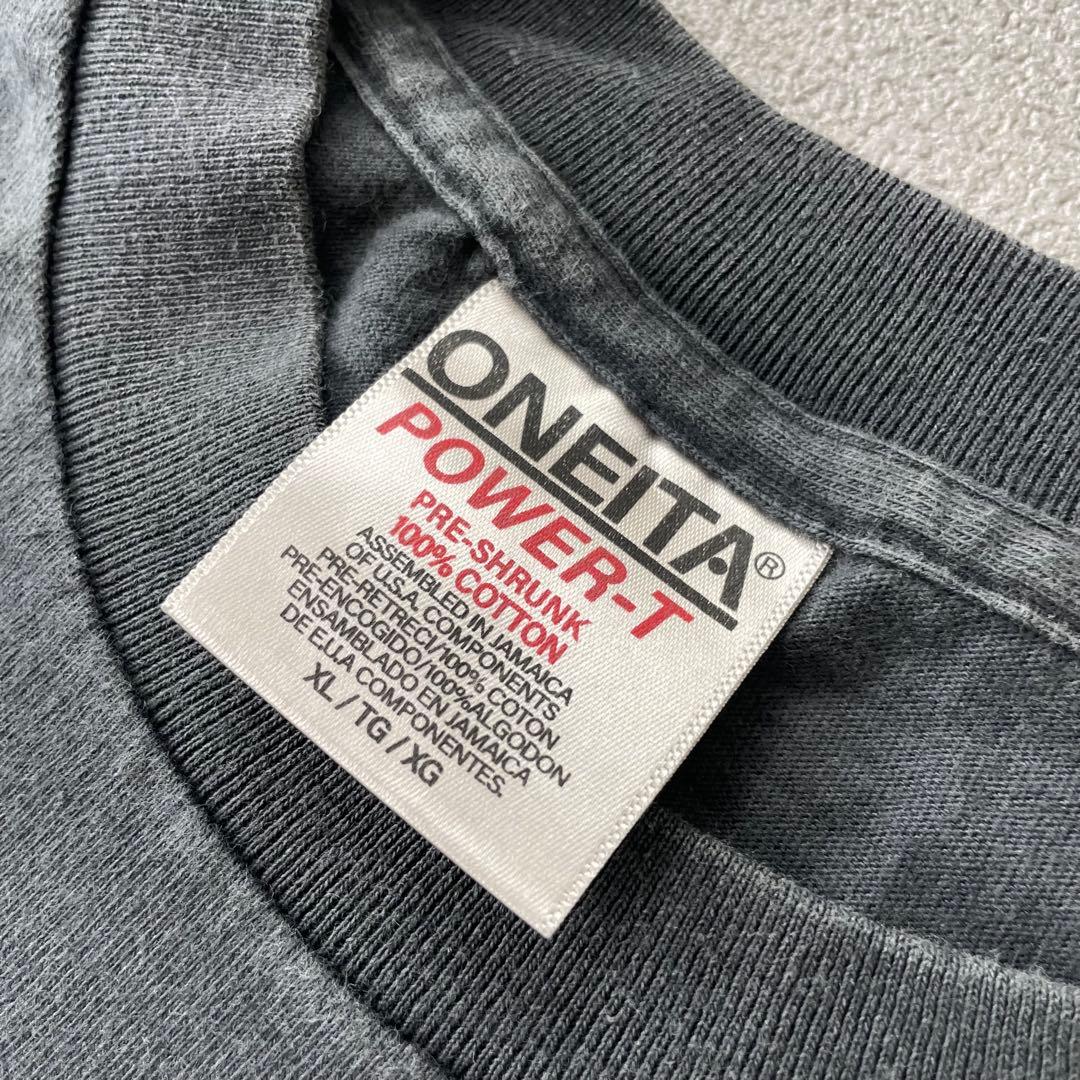 ONEITA®
POWER-T
PRE-SHRUNK
100% COTTON
ASSEMBLED IN JAMAICA
OF U.S.A. COMPONENTS
PRE-RETRECI/100% COTON
PRE-ENCOGIDO/100%ALGODON
ENSAMBLADO EN JAMAICA
DE E.U.A COMPONENTES.
XL / TG / XG